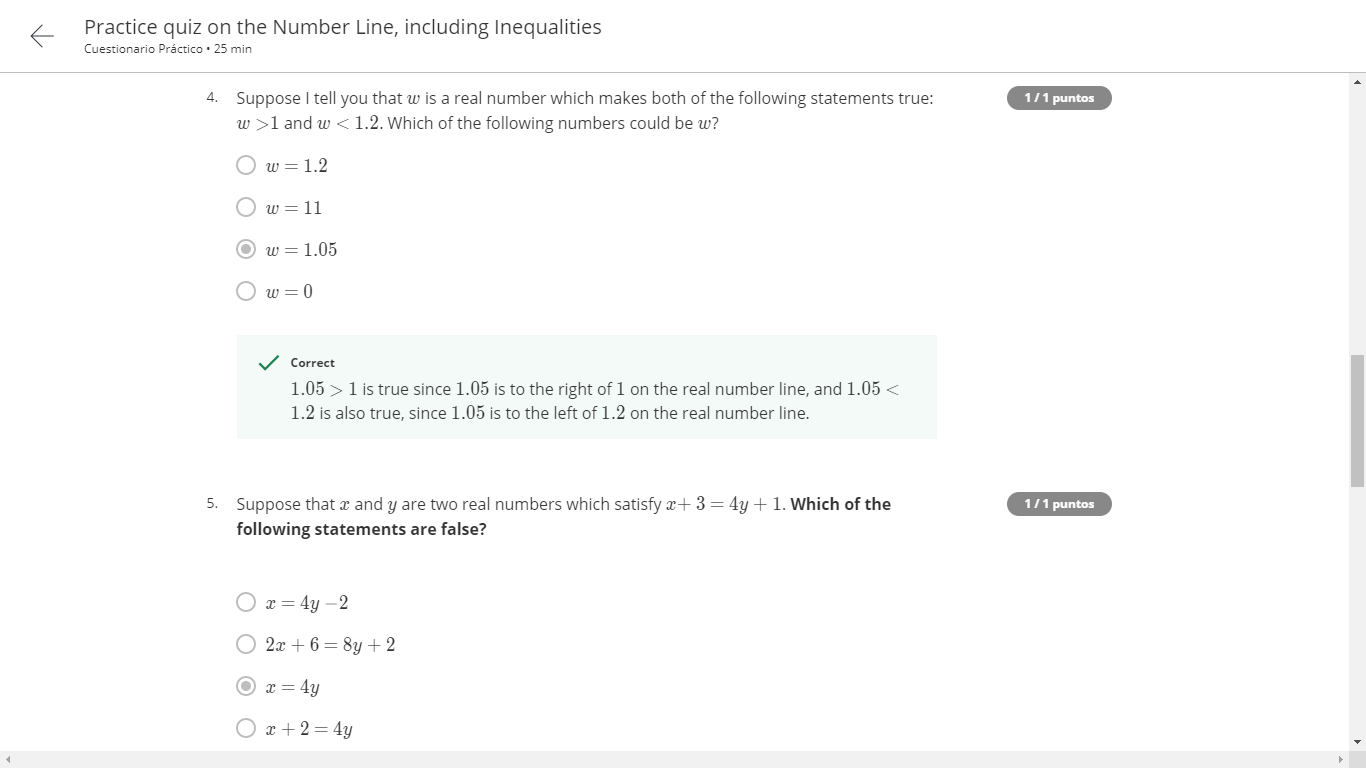 Practice quiz on the Number Line, including Inequalities
Cuestionario Práctico • 25 min
4. Suppose I tell you that w is a real number which makes both of the following statements true: 1 / 1 puntos
w >1 and w < 1.2. Which of the following numbers could be w?
w = 1.2
w = 11
w = 1.05
w = 0
Correct
1.05 > 1 is true since 1.05 is to the right of 1 on the real number line, and 1.05 <
1.2 is also true, since 1.05 is to the left of 1.2 on the real number line.
5. Suppose that x and y are two real numbers which satisfy x+ 3 = 4y + 1. Which of the 1 / 1 puntos
following statements are false?
x = 4y −2
2x + 6 = 8y + 2
x = 4y
x + 2 = 4y